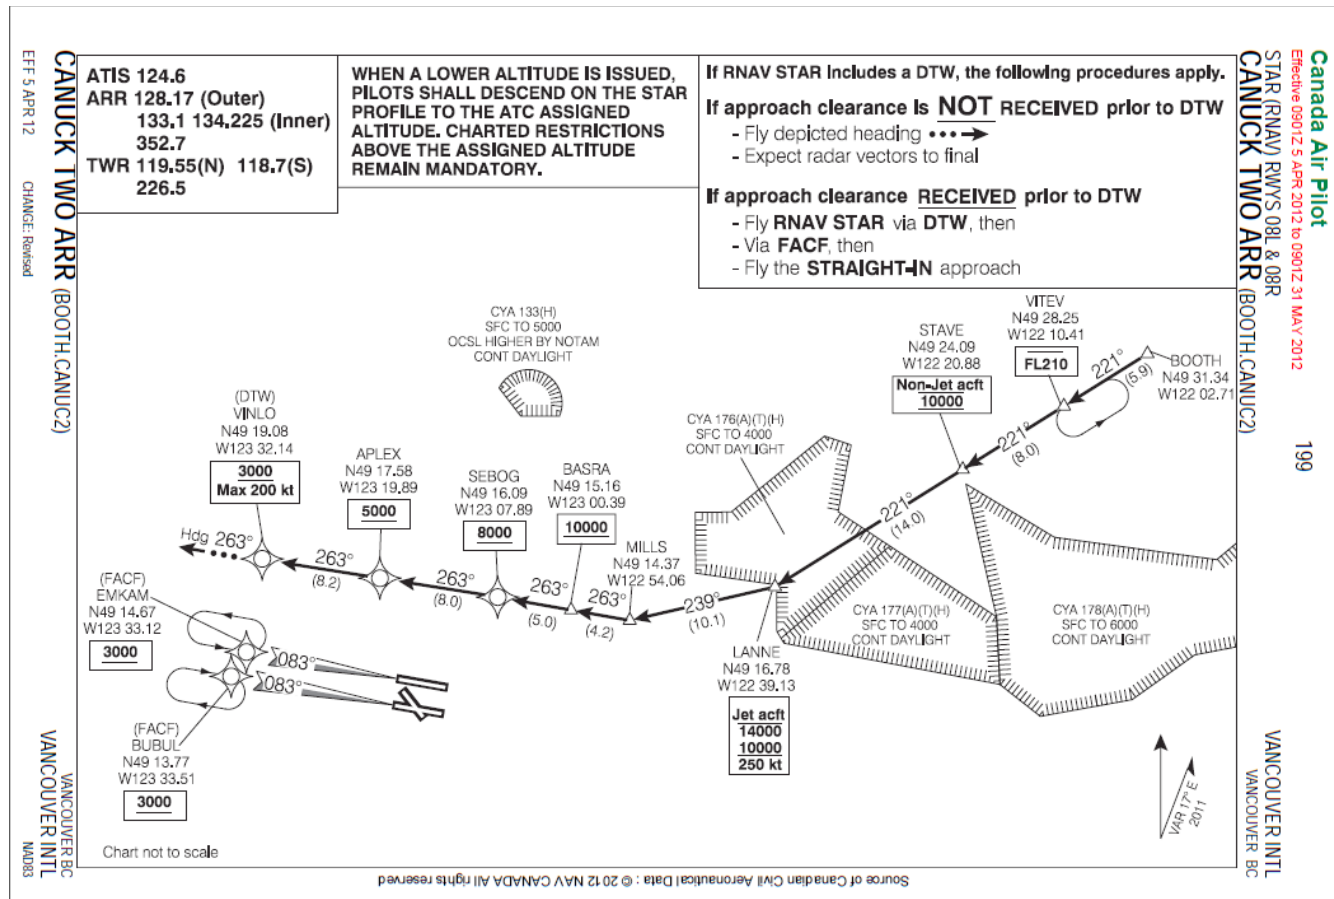 Canada Air Pilot
Effective 0901Z 5 APR 2012 to 0901Z 31 MAY 2012
199
STAR (RNAV) RWYS 08L & 08R
CANUCK TWO ARR (BOOTH.CANUC2)
VANCOUVER INTL
VANCOUVER BC
ATIS 124.6
ARR 128.17 (Outer)
133.1 134.225 (Inner)
352.7
TWR 119.55(N) 118.7(S)
226.5
WHEN A LOWER ALTITUDE IS ISSUED,
PILOTS SHALL DESCEND ON THE STAR
PROFILE TO THE ATC ASSIGNED
ALTITUDE. CHARTED RESTRICTIONS
ABOVE THE ASSIGNED ALTITUDE
REMAIN MANDATORY.
If RNAV STAR includes a DTW, the following procedures apply.
If approach clearance is NOT RECEIVED prior to DTW
- Fly depicted heading
- Expect radar vectors to final
If approach clearance RECEIVED prior to DTW
- Fly RNAV STAR via DTW, then
- Via FACF, then
- Fly the STRAIGHT-IN approach
CYA 133(H)
SFC TO 5000
OCSL HIGHER BY NOTAM
CONT DAYLIGHT
VITEV
N49 28.25
W122 10.41
FL210
STAVE
N49 24.09
W122 20.88
Non-Jet acft
10000
BOOTH
N49 31.34
W122 02.71
221°
(5.9)
221°
(8.0)
221°
(14.0)
CYA 176(A)(T)(H)
SFC TO 4000
CONT DAYLIGHT
(DTW)
VINLO
N49 19.08
W123 32.14
3000
Max 200 kt
APLEX
N49 17.58
W123 19.89
5000
SEBOG
N49 16.09
W123 07.89
8000
BASRA
N49 15.16
W123 00.39
10000
MILLS
N49 14.37
W122 54.06
Hdg 263°
263°
(8.2)
263°
(8.0)
263°
(5.0)
263°
(4.2)
239°
(10.1)
CYA 177(A)(T)(H)
SFC TO 4000
CONT DAYLIGHT
CYA 178(A)(T)(H)
SFC TO 6000
CONT DAYLIGHT
LANNE
N49 16.78
W122 39.13
Jet acft
14000
10000
250 kt
(FACF)
EMKAM
N49 14.67
W123 33.12
3000
083°
083°
(FACF)
BUBUL
N49 13.77
W123 33.51
3000
VAR 17° E
2011
Chart not to scale
CANUCK TWO ARR (BOOTH.CANUC2)
EFF 5 APR 12
CHANGE: Revised
VANCOUVER BC
VANCOUVER INTL
NAD83
Source of Canadian Civil Aeronautical Data : © 2012 NAV CANADA All rights reserved